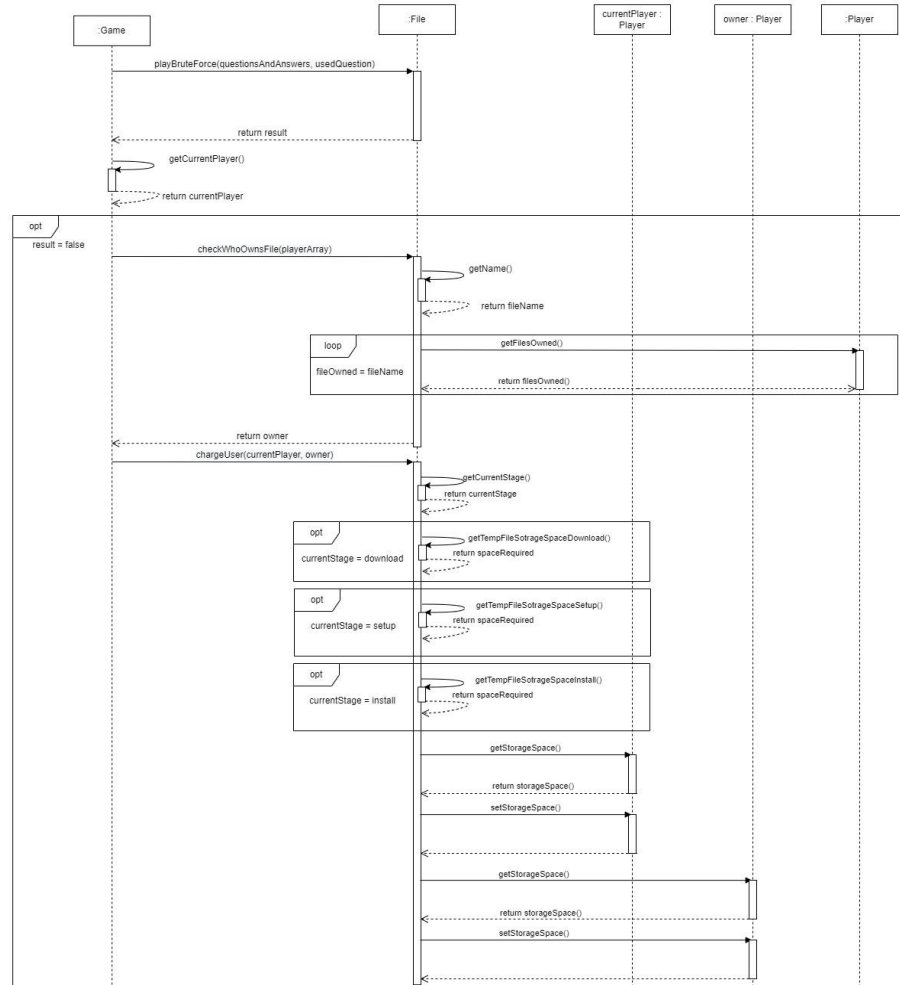 :Game
:File
currentPlayer :
Player
owner : Player
:Player
playBruteForce(questionsAndAnswers, usedQuestion)
return result
getCurrentPlayer()
return currentPlayer
opt
result = false
checkWhoOwnsFile(playerArray)
getName()
return fileName
loop
getFilesOwned()
fileOwned = fileName
return filesOwned()
return owner
chargeUser(currentPlayer, owner)
getCurrentStage()
return currentStage
opt
getTempFileSotrageSpaceDownload()
return spaceRequired
currentStage = download
opt
getTempFileSotrageSpaceSetup()
return spaceRequired
currentStage = setup
opt
getTempFileSotrageSpaceInstall()
return spaceRequired
currentStage = install
getStorageSpace()
return storageSpace()
setStorageSpace()
getStorageSpace()
return storageSpace()
setStorageSpace()